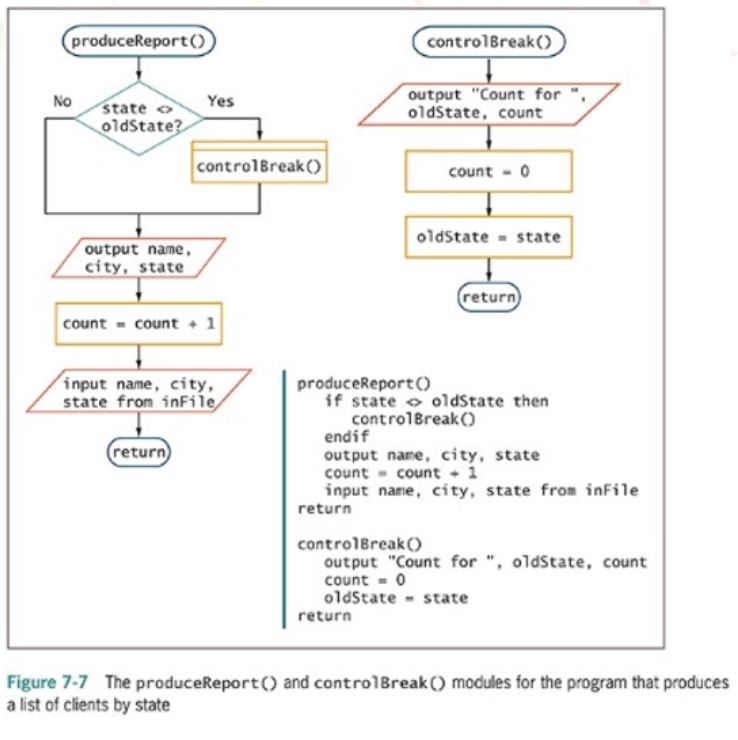 produceReport()
No
state <>
oldState?
Yes
controlBreak()
output name,
city, state
count = count + 1
input name, city,
state from inFile
return
controlBreak()
output "Count for ",
oldState, count
count = 0
oldState = state
return
produceReport()
if state <> oldState then
controlBreak()
endif
output name, city, state
count = count + 1
input name, city, state from inFile
return
controlBreak()
output "Count for ", oldState, count
count = 0
oldState = state
return
Figure 7-7 The produceReport() and controlBreak() modules for the program that produces
a list of clients by state